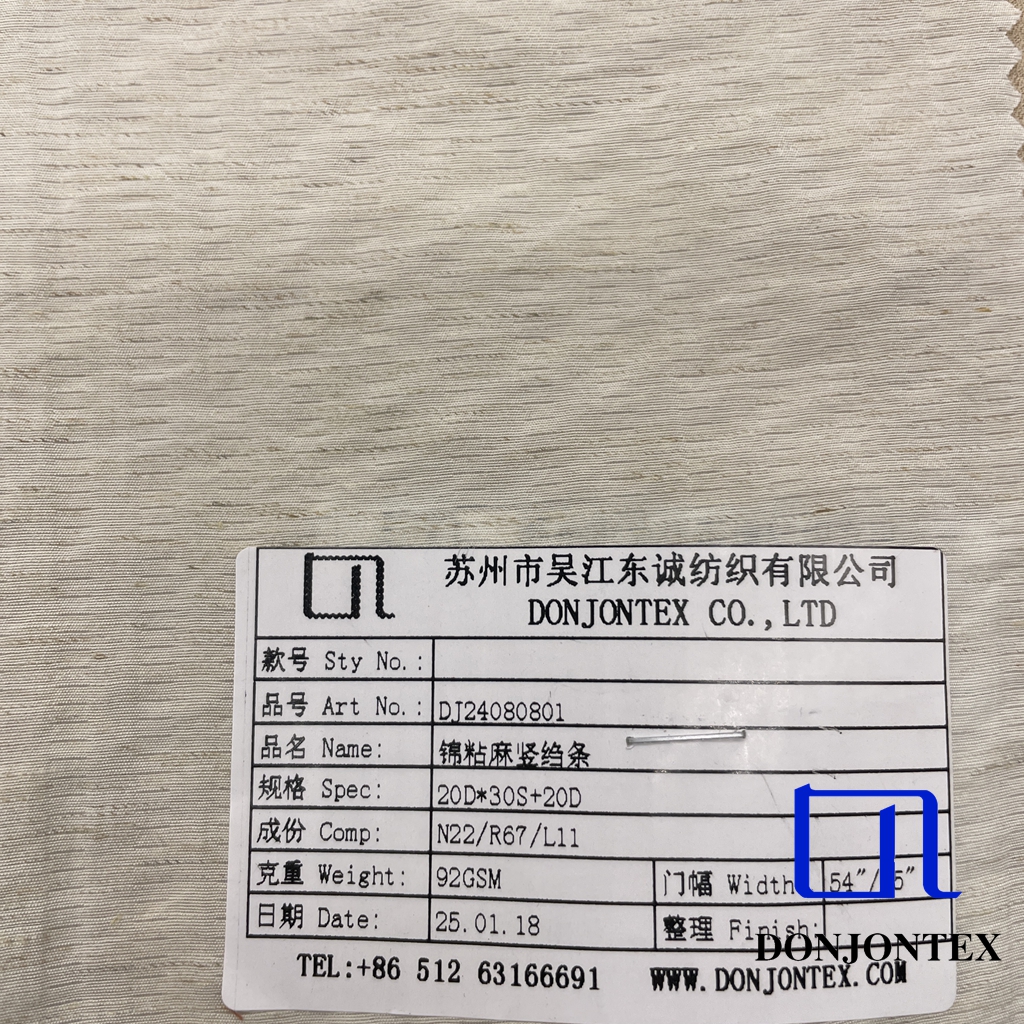 苏州市吴江东诚纺织有限公司
DONJONTEX CO.,LTD
款号 Sty No.:
品号 Art No.: DJ24080801
品名 Name: 锦粘麻竖绉条
规格 Spec: 20D*30S+20D
成份 Comp: N22/R67/L11
克重 Weight: 92GSM 门幅 Width 54"/
日期 Date: 25.01.18 整理 Finish:
TEL:+86 512 63166691 WWW.DONJONTEX.COM
DONJONTEX